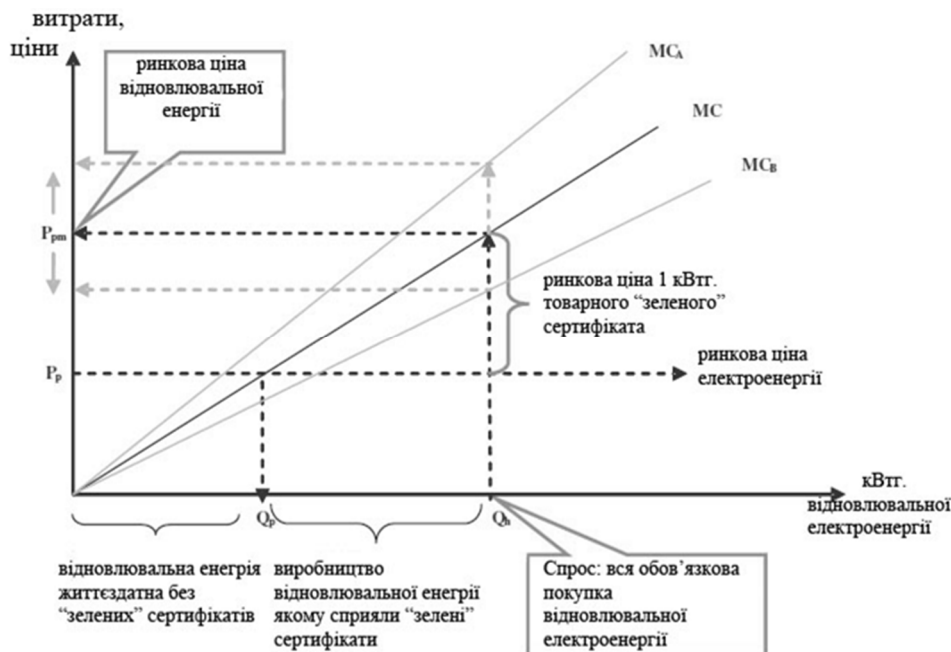 витрати,
ціни
ринкова ціна
відновлювальної
енергії
MCA
MC
MCB
Ppm
ринкова ціна 1 кВтг.
товарного “зеленого”
сертифіката
Pp
ринкова ціна
електроенергії
кВтг.
відновлювальної
електроенергії
Qp
Qh
відновлювальна енегрія
життєздатна без
“зелених” сертифікатів
виробництво
відновлювальної енегрії
якому сприяли “зелені”
сертифікати
Спрос: вся обов’язкова
покупка
відновлювальної
електроенергії